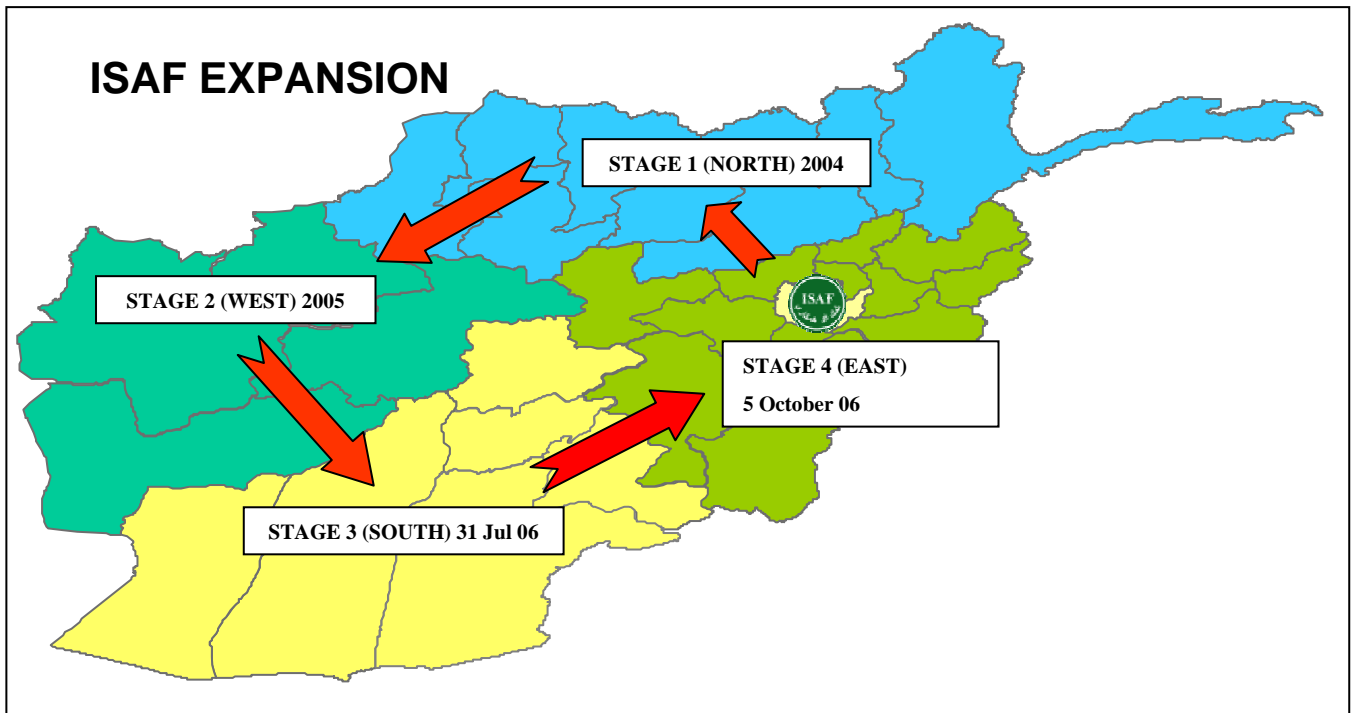 ISAF EXPANSION
STAGE 1 (NORTH) 2004
STAGE 2 (WEST) 2005
ISAF
STAGE 4 (EAST)
5 October 06
STAGE 3 (SOUTH) 31 Jul 06